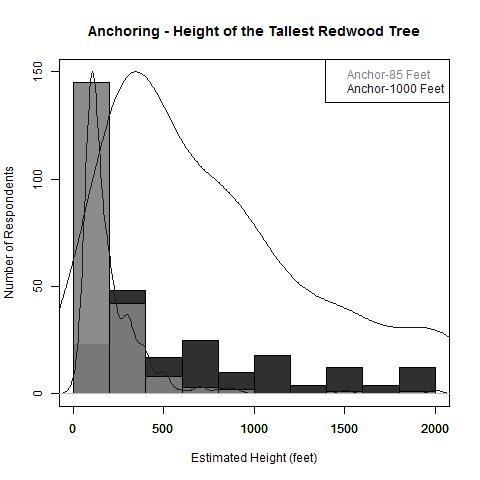 Anchoring - Height of the Tallest Redwood Tree
Anchor-85 Feet
Anchor-1000 Feet
Number of Respondents
150
100
50
0
0 500 1000 1500 2000
Estimated Height (feet)